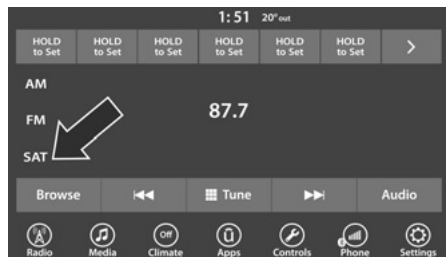 1:51 20° out
HOLD to Set HOLD to Set HOLD to Set HOLD to Set HOLD to Set HOLD to Set >
AM
87.7
FM
SAT
Browse Tune Audio
Radio Media Off Climate Apps Controls Phone Settings